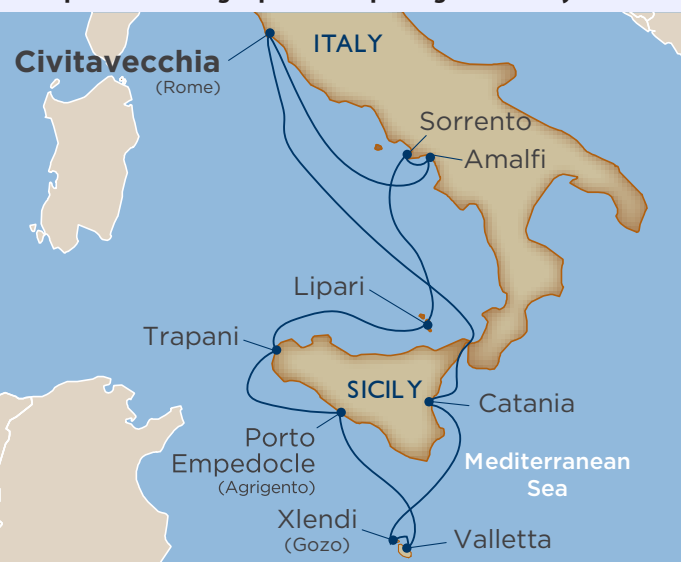 ITALY
Civitavecchia
(Rome)
Sorrento
Amalfi
Lipari
Trapani
SICILY
Catania
Porto
Empedocle
(Agrigento)
Mediterranean
Sea
Xlendi
(Gozo)
Valletta